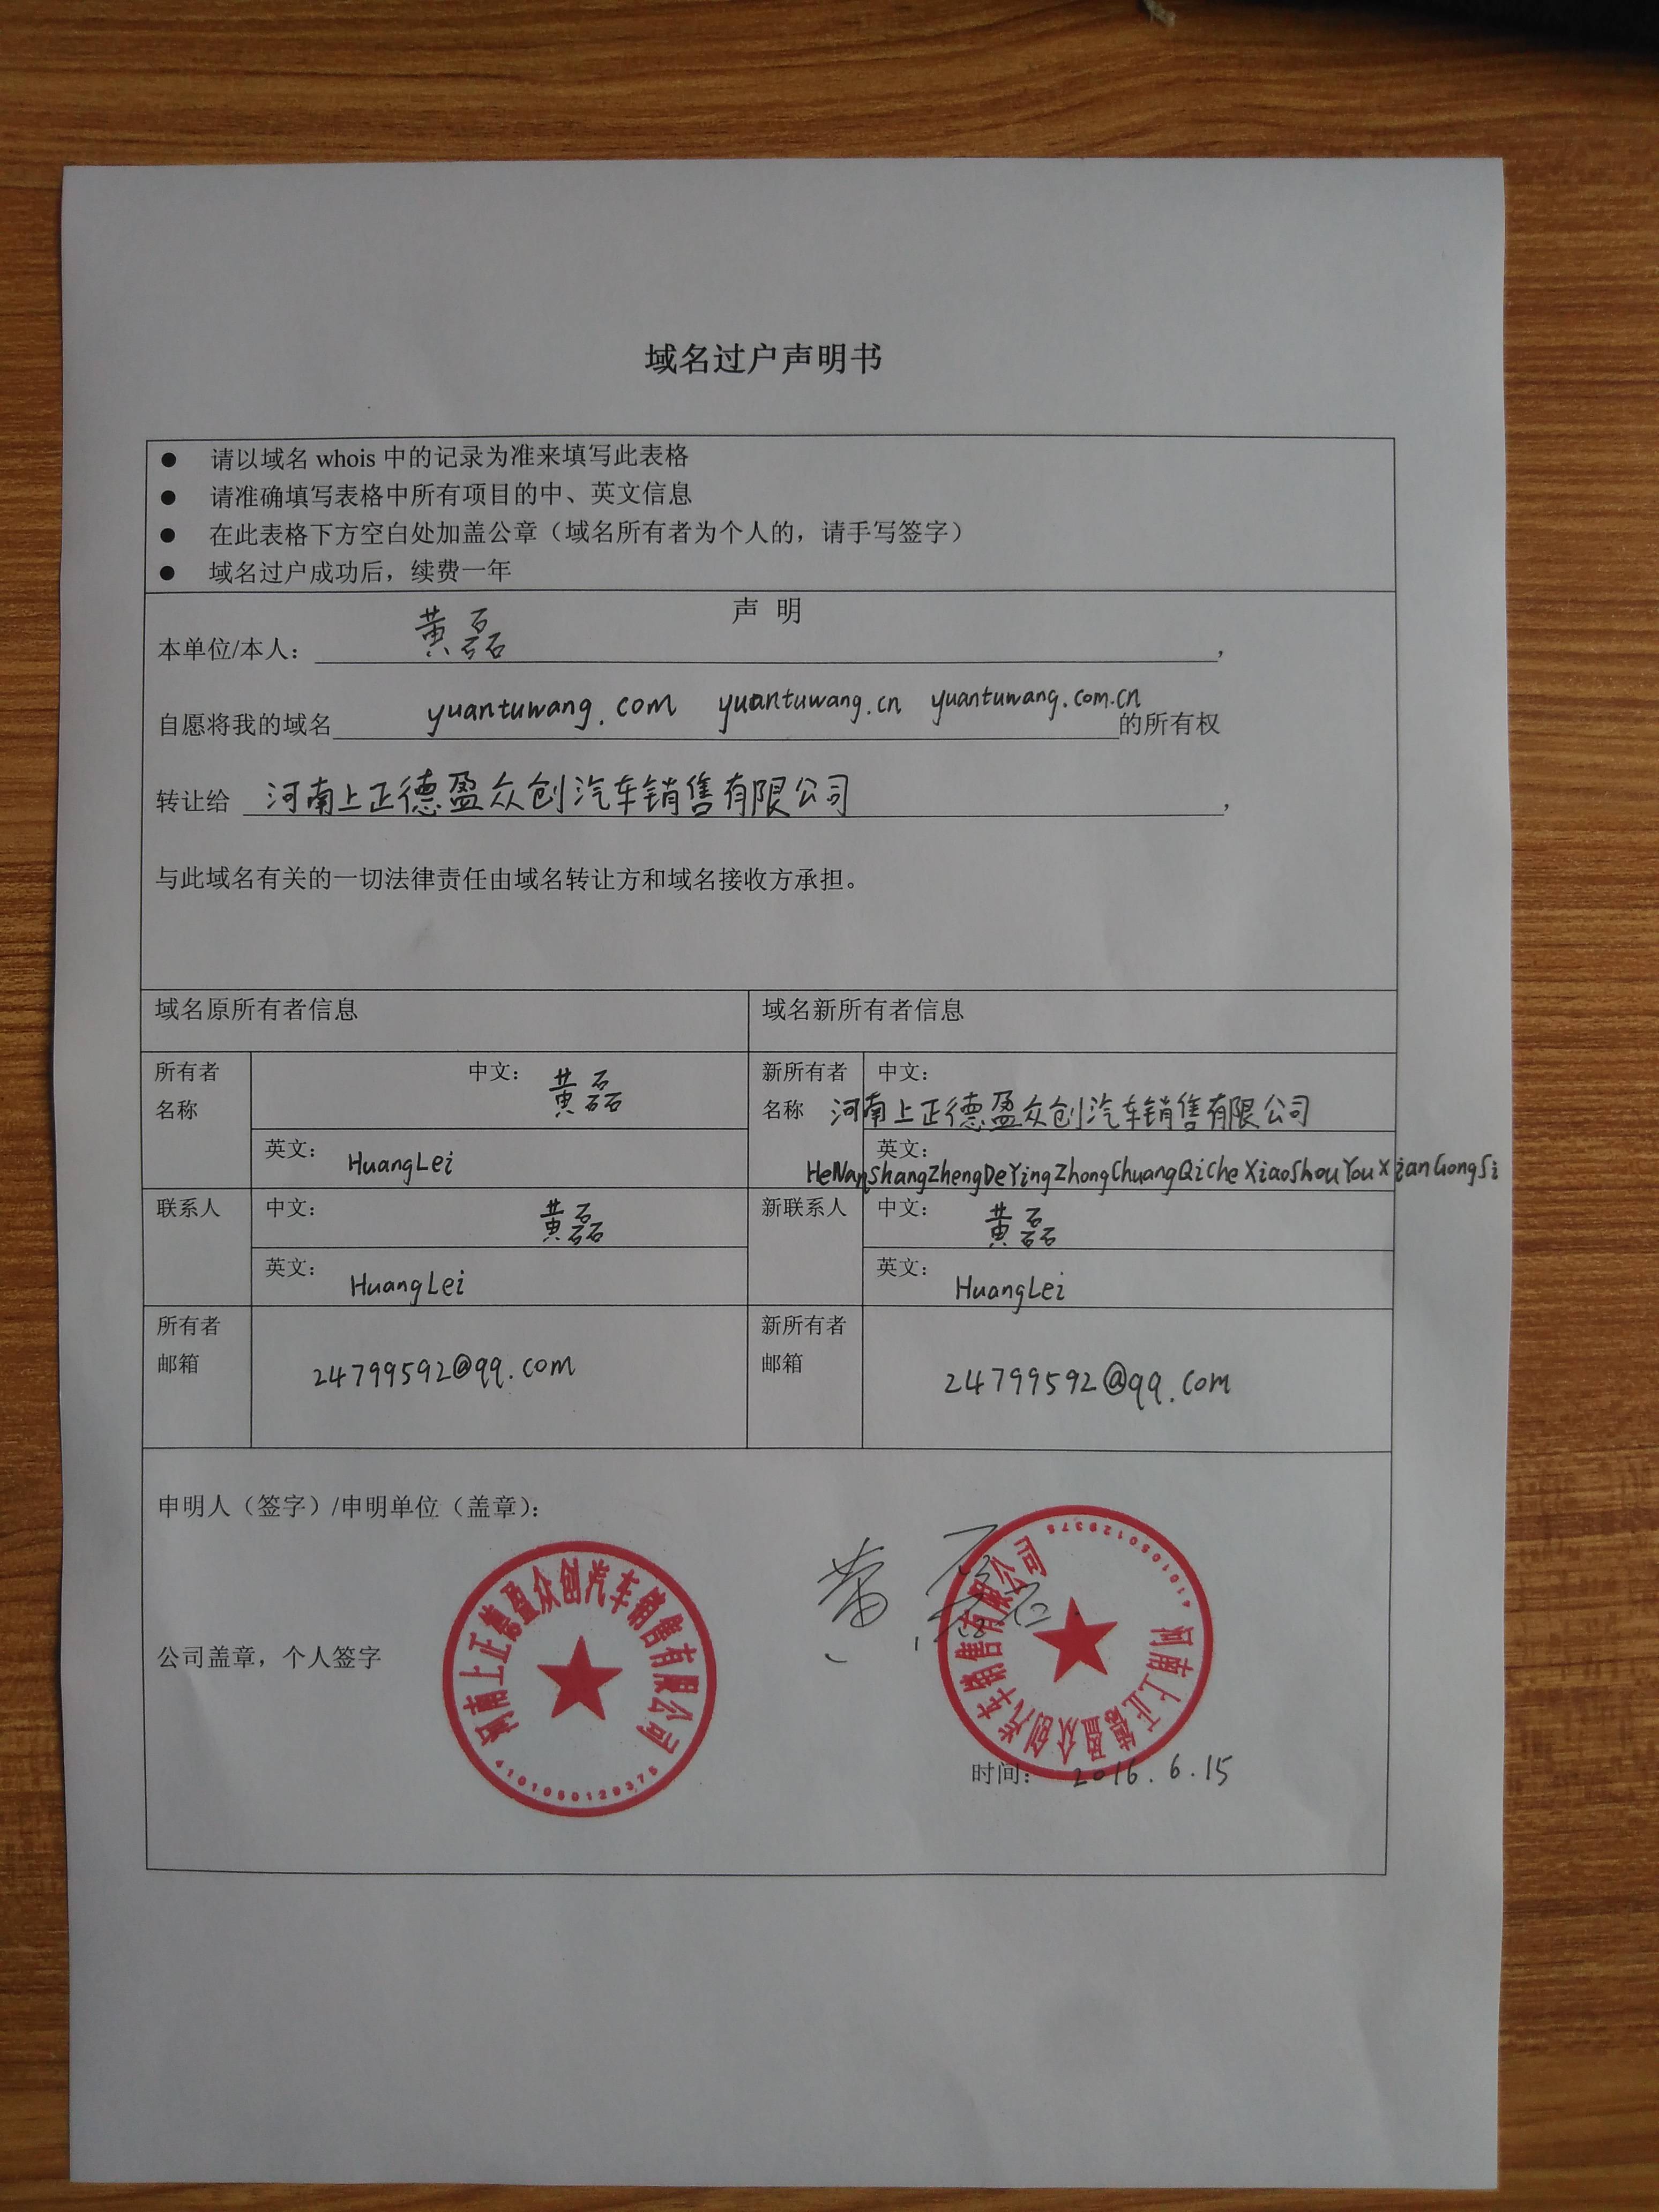 域名过户声明书
● 请以域名 whois 中的记录为准来填写此表格
● 请准确填写表格中所有项目的中、英文信息
● 在此表格下方空白处加盖公章（域名所有者为个人的，请手写签字）
● 域名过户成功后，续费一年
声 明
本单位/本人： 黄磊 ，
自愿将我的域名 yuantuwang.com yuantuwang.cn yuantuwang.com.cn 的所有权
转让给 河南上正德盈众创汽车销售有限公司 ，
与此域名有关的一切法律责任由域名转让方和域名接收方承担。
域名原所有者信息 域名新所有者信息
所有者名称 中文： 黄磊
英文： HuangLei
新所有者名称 中文：
河南上正德盈众创汽车销售有限公司
英文：
HeNanShangZhengDeYingZhongChuangQiCheXiaoShouYouXianGongSi
联系人 中文： 黄磊
英文： HuangLei
新联系人 中文： 黄磊
英文： HuangLei
所有者邮箱 24799592@qq.com
新所有者邮箱 24799592@qq.com
申明人（签字）/申明单位（盖章）：
公司盖章，个人签字
河南上正德盈众创汽车销售有限公司
4101050129375
黄磊
河南上正德盈众创汽车销售有限公司
4101050129375
时间： 2016.6.15